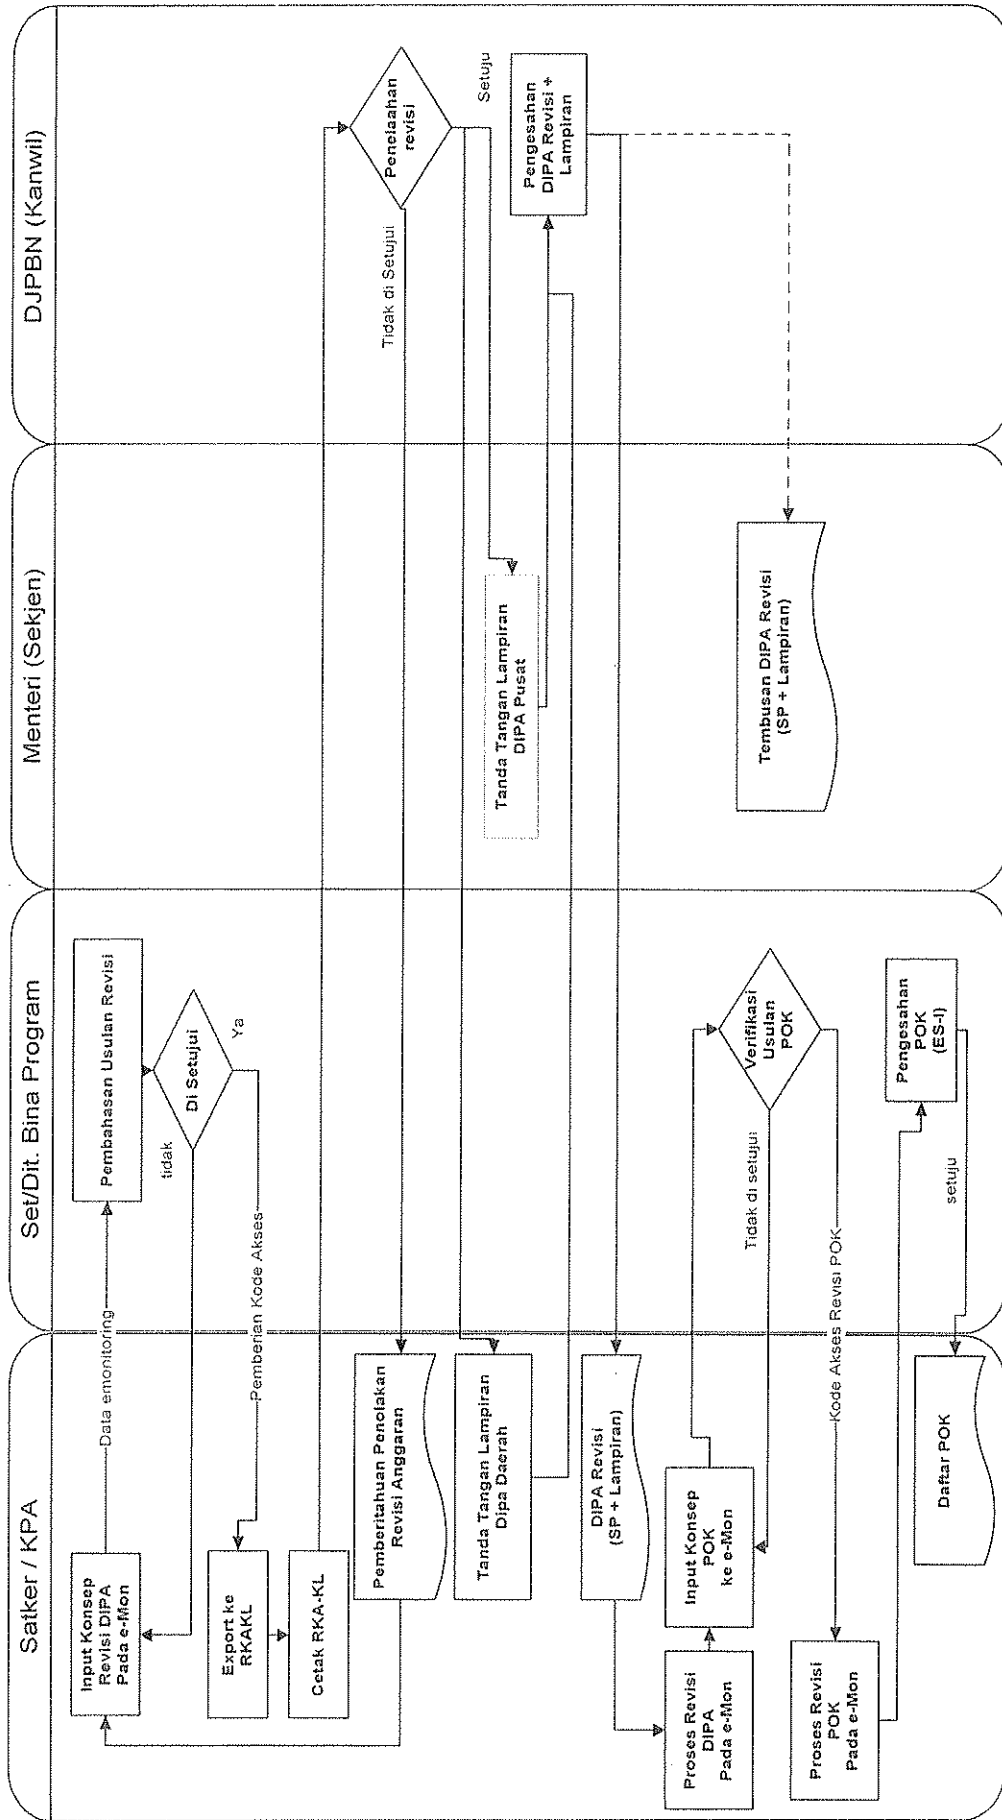 Satker / KPA
Set/Dit. Bina Program
Menteri (Sekjen)
DJPBN (Kanwil)
Input Konsep
Revisi DIPA
Pada e-Mon
Data emonitoring
Pembahasan Usulan Revisi
Di Setujui
tidak
Ya
Pemberian Kode Akses
Export ke
RKAKL
Cetak RKA-KL
Penelaahan
revisi
Tidak di Setujui
Setuju
Pemberitahuan Penolakan
Revisi Anggaran
Tanda Tangan Lampiran
Dipa Daerah
Tanda Tangan Lampiran
DIPA Pusat
Pengesahan
DIPA Revisi +
Lampiran
DIPA Revisi
(SP + Lampiran)
Tembusan DIPA Revisi
(SP + Lampiran)
Proses Revisi
DIPA
Pada e-Mon
Input Konsep
POK
ke e-Mon
Verifikasi
Usulan
POK
Tidak di setujui
Kode Akses Revisi POK
Proses Revisi
POK
Pada e-Mon
Pengesahan
POK
(ES-I)
setuju
Daftar POK